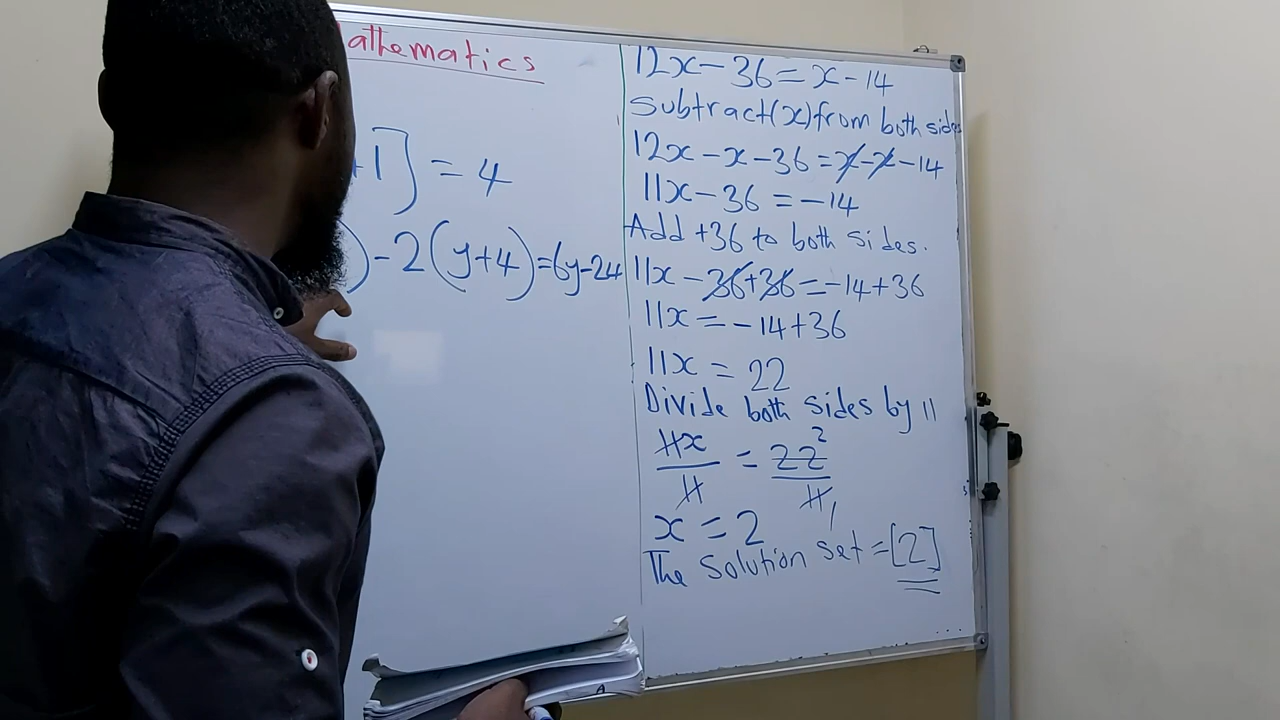 athematics
+1] = 4
) - 2(y+4) = 6y - 24
12x - 36 = x - 14
Subtract (x) from both sides
12x - x - 36 = x - x - 14
11x - 36 = -14
Add +36 to both sides.
11x - 36 + 36 = -14 + 36
11x = -14 + 36
11x = 22
Divide both sides by 11
11x/11 = 22²/11 1
x = 2
The Solution set = [2]